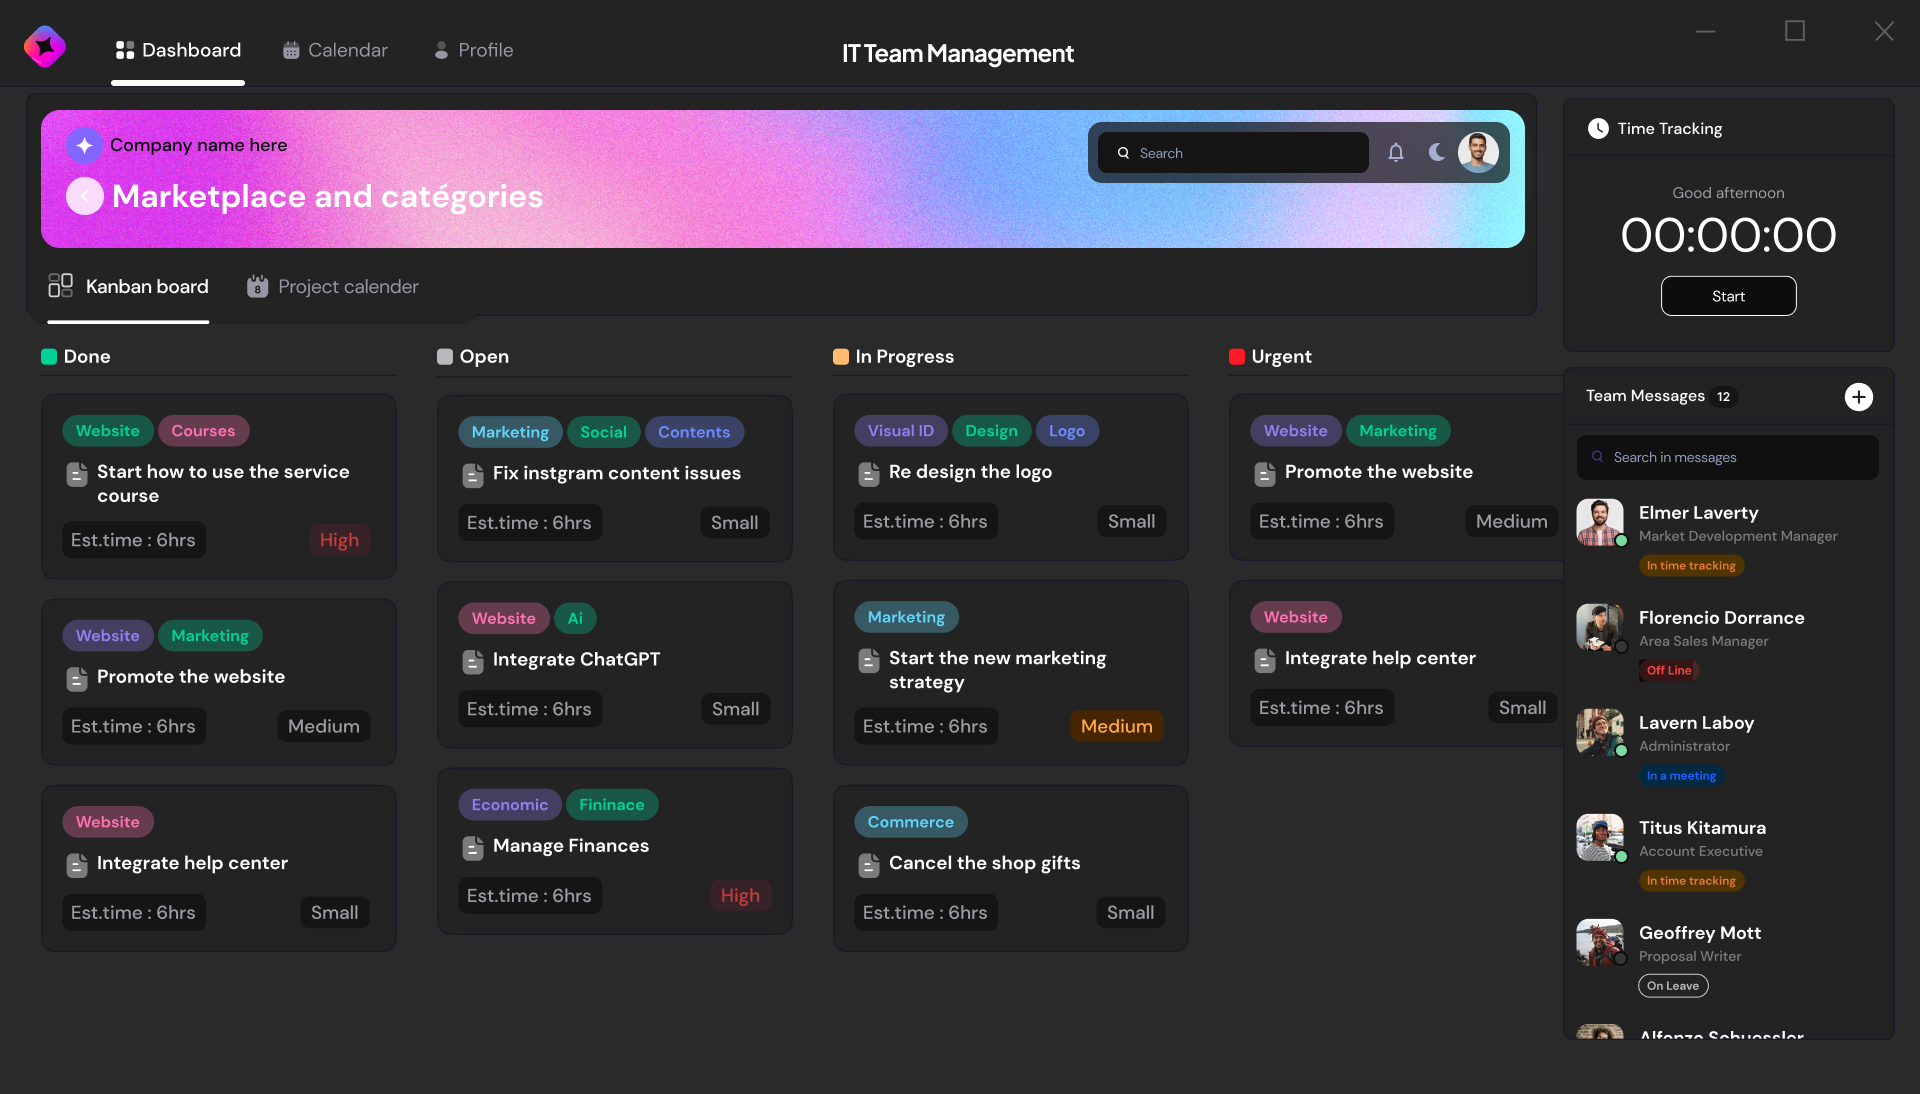 Dashboard
Calendar
Profile
IT Team Management
Company name here
Marketplace and catégories
Search
Kanban board
8
Project calender
Time Tracking
Good afternoon
00:00:00
Start
Done
Website
Courses
Start how to use the service
course
Est.time : 6hrs
High
Website
Marketing
Promote the website
Est.time : 6hrs
Medium
Website
Integrate help center
Est.time : 6hrs
Small
Open
Marketing
Social
Contents
Fix instgram content issues
Est.time : 6hrs
Small
Website
Ai
Integrate ChatGPT
Est.time : 6hrs
Small
Economic
Fininace
Manage Finances
Est.time : 6hrs
High
In Progress
Visual ID
Design
Logo
Re design the logo
Est.time : 6hrs
Small
Marketing
Start the new marketing
strategy
Est.time : 6hrs
Medium
Commerce
Cancel the shop gifts
Est.time : 6hrs
Small
Urgent
Website
Marketing
Promote the website
Est.time : 6hrs
Medium
Website
Integrate help center
Est.time : 6hrs
Small
Team Messages 12
Search in messages
Elmer Laverty
Market Development Manager
In time tracking
Florencio Dorrance
Area Sales Manager
Off Line
Lavern Laboy
Administrator
In a meeting
Titus Kitamura
Account Executive
In time tracking
Geoffrey Mott
Proposal Writer
On Leave
Alfonzo Schuessler